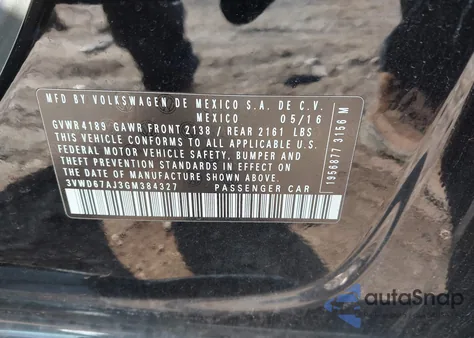 MFD BY VOLKSWAGEN DE MEXICO S.A. DE C.V.
MEXICO 05/16
GVWR 4189 GAWR FRONT 2138 / REAR 2161 LBS
THIS VEHICLE CONFORMS TO ALL APPLICABLE U.S.
FEDERAL MOTOR VEHICLE SAFETY, BUMPER AND
THEFT PREVENTION STANDARDS IN EFFECT ON THE
DATE OF MANUFACTURE SHOWN ABOVE.
3VWD67AJ3GM384327 PASSENGER CAR
1956877 3156 M
autoSnap